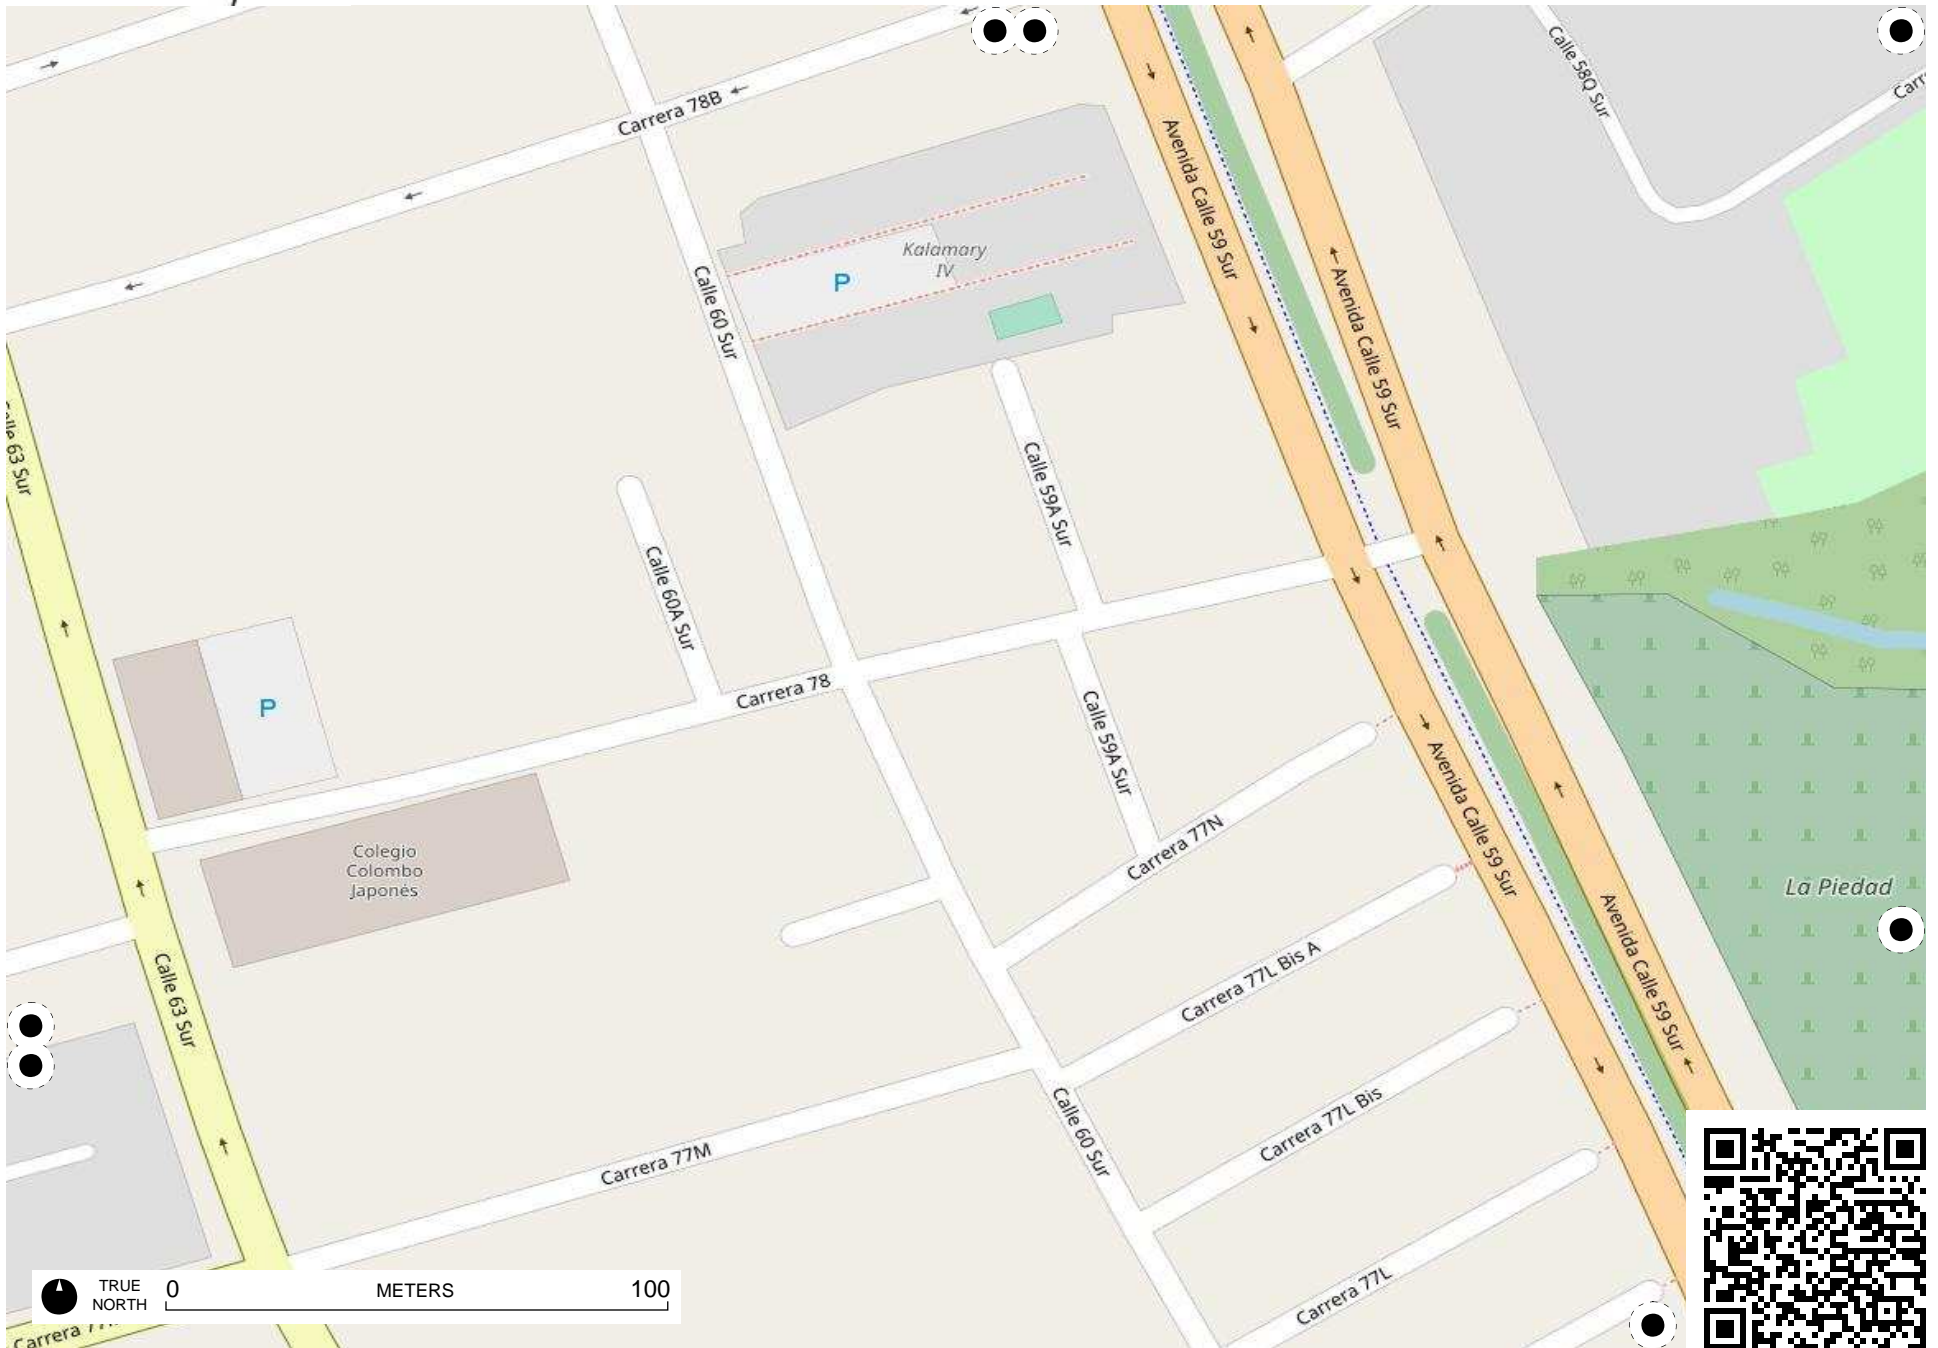 Calle 58Q Sur
Carrera 78B
Avenida Calle 59 Sur
Kalamary
IV
P
Calle 60 Sur
Avenida Calle 59 Sur
Calle 63 Sur
Calle 59A Sur
Calle 60A Sur
Carrera 78
P
Calle 59A Sur
Avenida Calle 59 Sur
Carrera 77N
Colegio
Colombo
Japonés
La Piedad
Carrera 77L Bis A
Avenida Calle 59 Sur
Calle 63 Sur
Calle 60 Sur
Carrera 77L Bis
Carrera 77M
Carrera 77L
TRUE
NORTH
0 METERS 100
Carrera